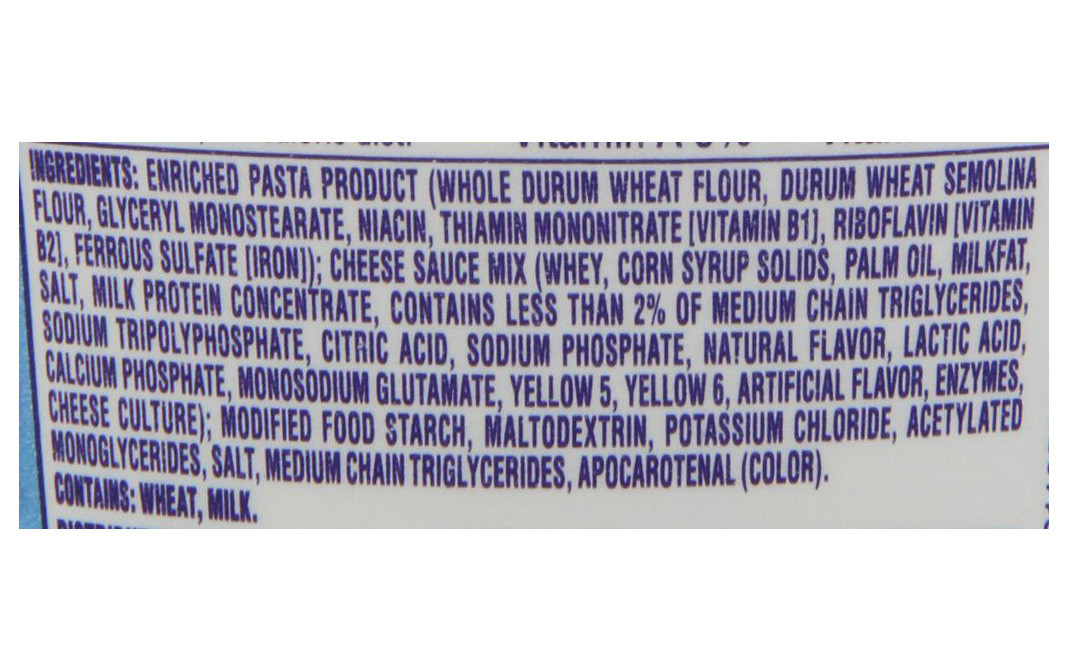 INGREDIENTS: ENRICHED PASTA PRODUCT (WHOLE DURUM WHEAT FLOUR, DURUM WHEAT SEMOLINA
FLOUR, GLYCERYL MONOSTEARATE, NIACIN, THIAMIN MONONITRATE [VITAMIN B1], RIBOFLAVIN [VITAMIN
B2], FERROUS SULFATE [IRON]); CHEESE SAUCE MIX (WHEY, CORN SYRUP SOLIDS, PALM OIL, MILKFAT,
SALT, MILK PROTEIN CONCENTRATE, CONTAINS LESS THAN 2% OF MEDIUM CHAIN TRIGLYCERIDES,
SODIUM TRIPOLYPHOSPHATE, CITRIC ACID, SODIUM PHOSPHATE, NATURAL FLAVOR, LACTIC ACID,
CALCIUM PHOSPHATE, MONOSODIUM GLUTAMATE, YELLOW 5, YELLOW 6, ARTIFICIAL FLAVOR, ENZYMES,
CHEESE CULTURE); MODIFIED FOOD STARCH, MALTODEXTRIN, POTASSIUM CHLORIDE, ACETYLATED
MONOGLYCERIDES, SALT, MEDIUM CHAIN TRIGLYCERIDES, APOCAROTENAL (COLOR).
CONTAINS: WHEAT, MILK.